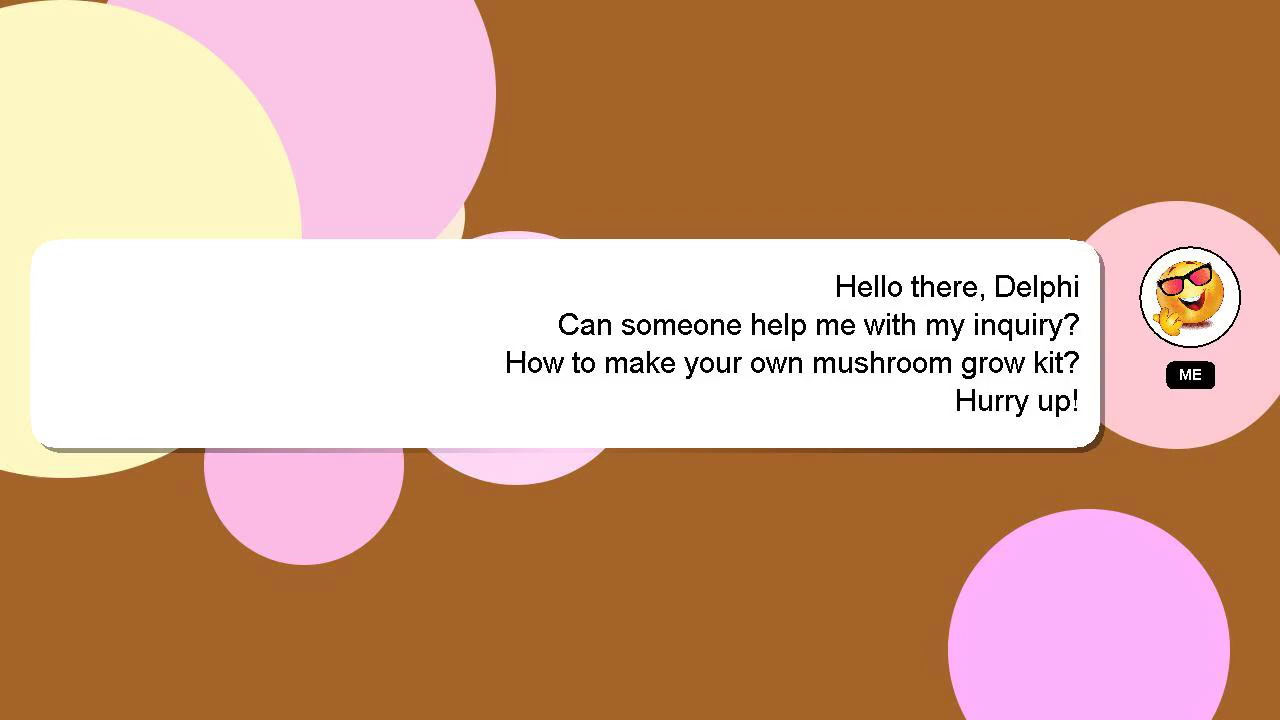 Hello there, Delphi
Can someone help me with my inquiry?
How to make your own mushroom grow kit?
Hurry up!
ME